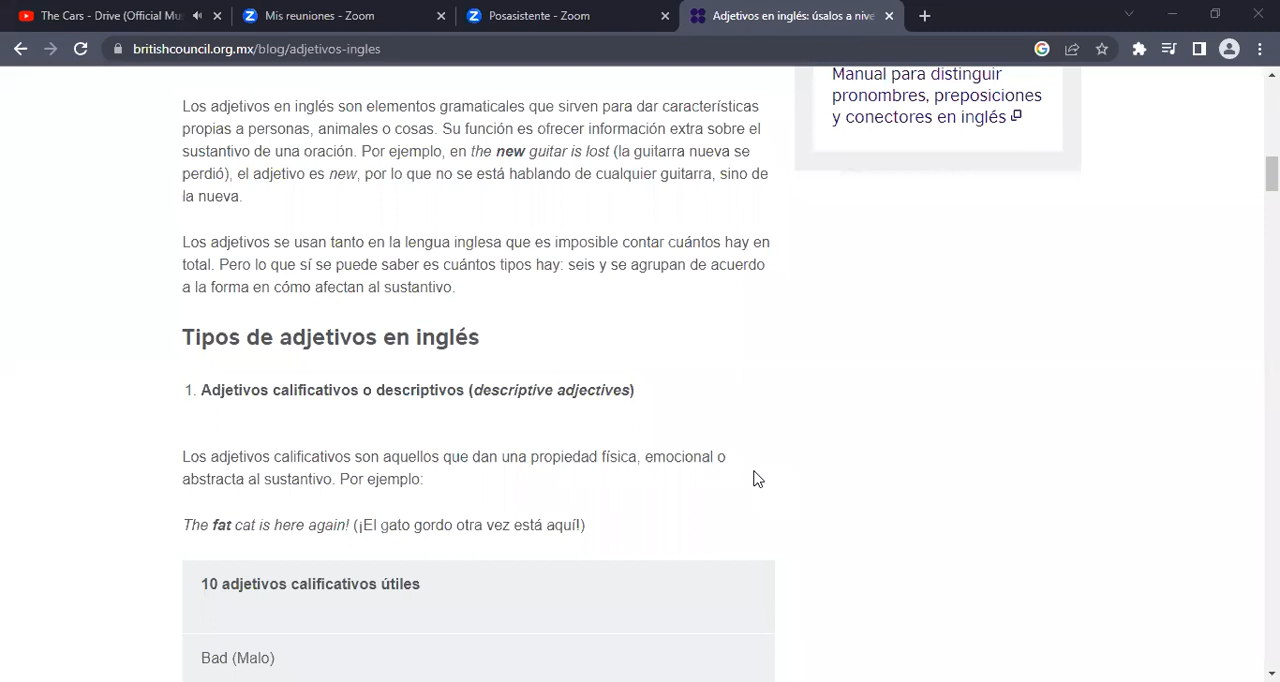 The Cars - Drive (Official Mus
Mis reuniones - Zoom
Posasistente - Zoom
Adjetivos en inglés: úsalos a nive
britishcouncil.org.mx/blog/adjetivos-ingles
Manual para distinguir
pronombres, preposiciones
y conectores en inglés
Los adjetivos en inglés son elementos gramaticales que sirven para dar características
propias a personas, animales o cosas. Su función es ofrecer información extra sobre el
sustantivo de una oración. Por ejemplo, en the new guitar is lost (la guitarra nueva se
perdió), el adjetivo es new, por lo que no se está hablando de cualquier guitarra, sino de
la nueva.
Los adjetivos se usan tanto en la lengua inglesa que es imposible contar cuántos hay en
total. Pero lo que sí se puede saber es cuántos tipos hay: seis y se agrupan de acuerdo
a la forma en cómo afectan al sustantivo.
Tipos de adjetivos en inglés
1. Adjetivos calificativos o descriptivos (descriptive adjectives)
Los adjetivos calificativos son aquellos que dan una propiedad física, emocional o
abstracta al sustantivo. Por ejemplo:
The fat cat is here again! (¡El gato gordo otra vez está aquí!)
10 adjetivos calificativos útiles
Bad (Malo)